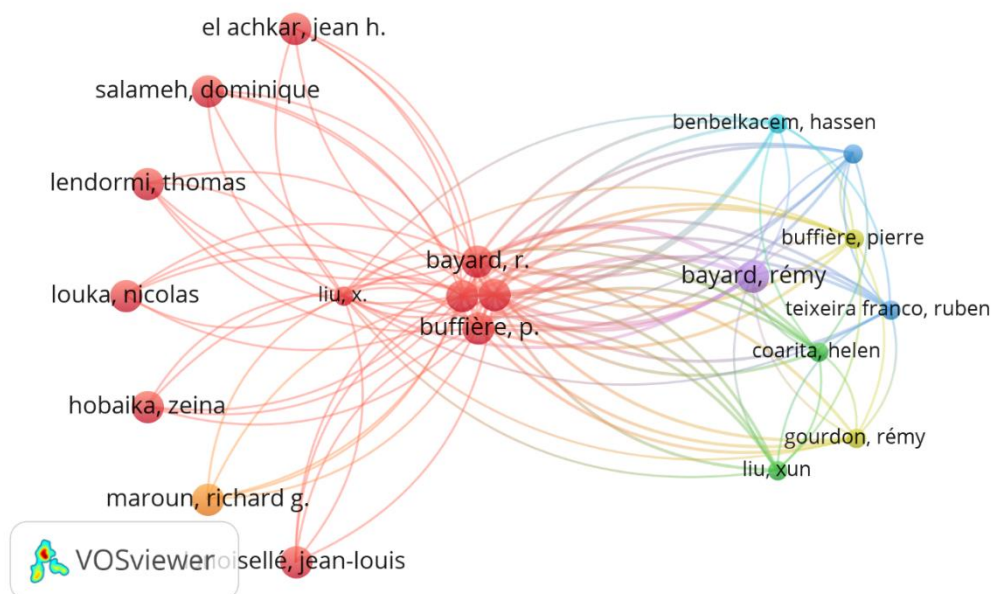 el achkar, jean h.
salameh, dominique
benbelkacem, hassen
lendormi, thomas
buffière, pierre
bayard, r.
bayard, rémy
louka, nicolas
liu, x.
teixeira franco, ruben
buffière, p.
coarita, helen
hobaika, zeina
gourdon, rémy
liu, xun
maroun, richard g.
VOSviewer
oisellé, jean-louis